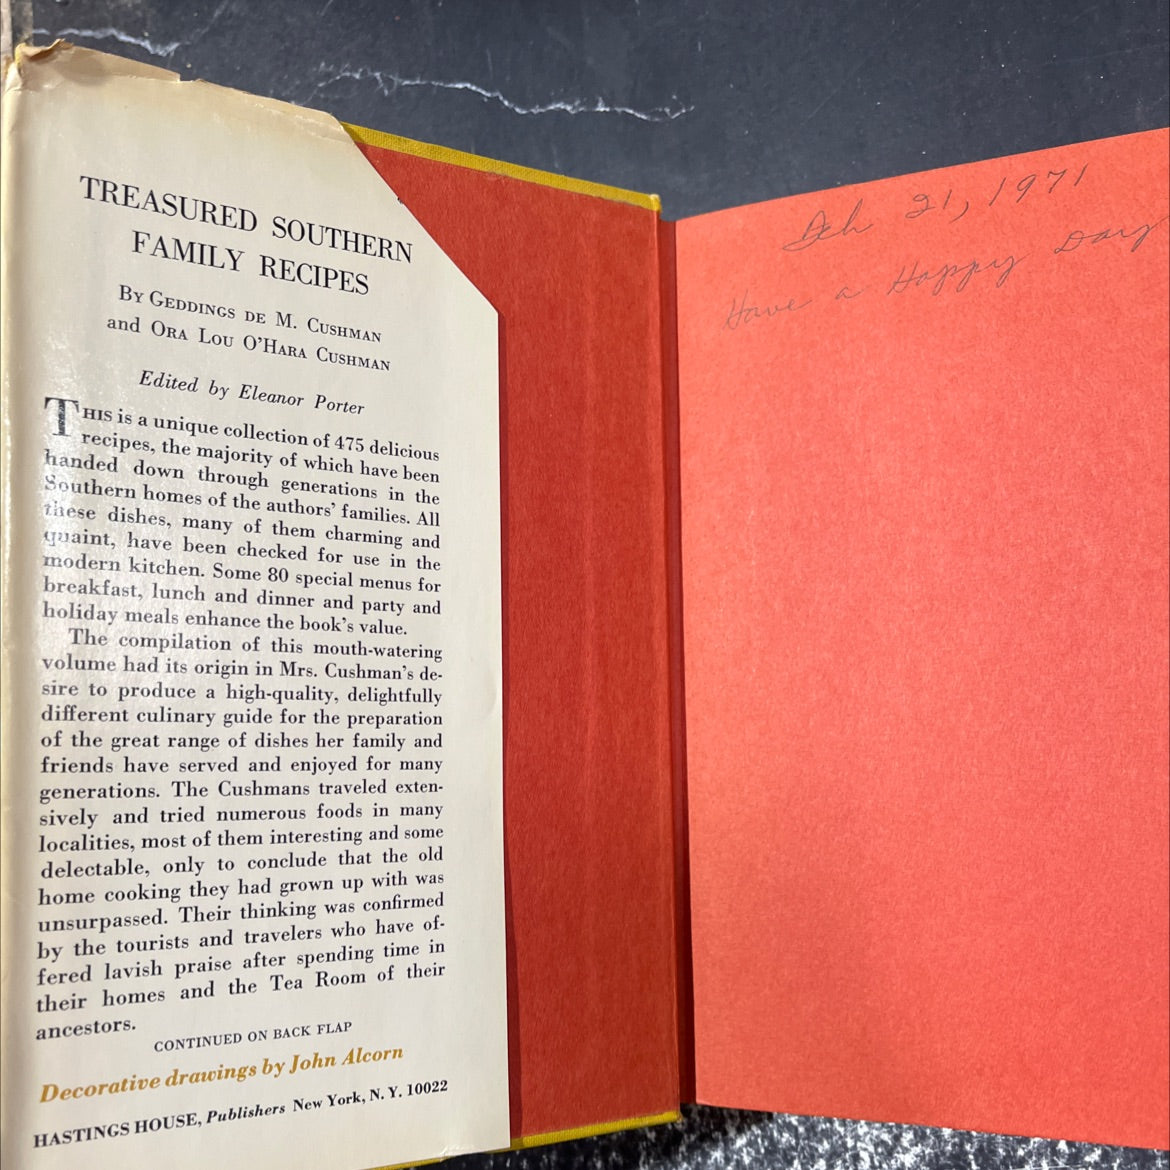 TREASURED SOUTHERN
FAMILY RECIPES
By GEDDINGS DE M. CUSHMAN
and ORA LOU O'HARA CUSHMAN
Edited by Eleanor Porter
THIS is a unique collection of 475 delicious
recipes, the majority of which have been
handed down through generations in the
Southern homes of the authors' families. All
these dishes, many of them charming and
quaint, have been checked for use in the
modern kitchen. Some 80 special menus for
breakfast, lunch and dinner and party and
holiday meals enhance the book's value.
The compilation of this mouth-watering
volume had its origin in Mrs. Cushman's de-
sire to produce a high-quality, delightfully
different culinary guide for the preparation
of the great range of dishes her family and
friends have served and enjoyed for many
generations. The Cushmans traveled exten-
sively and tried numerous foods in many
localities, most of them interesting and some
delectable, only to conclude that the old
home cooking they had grown up with was
unsurpassed. Their thinking was confirmed
by the tourists and travelers who have of-
fered lavish praise after spending time in
their homes and the Tea Room of their
ancestors.
CONTINUED ON BACK FLAP
Decorative drawings by John Alcorn
HASTINGS HOUSE, Publishers New York, N. Y. 10022
21, 1971
Have a Happy Day